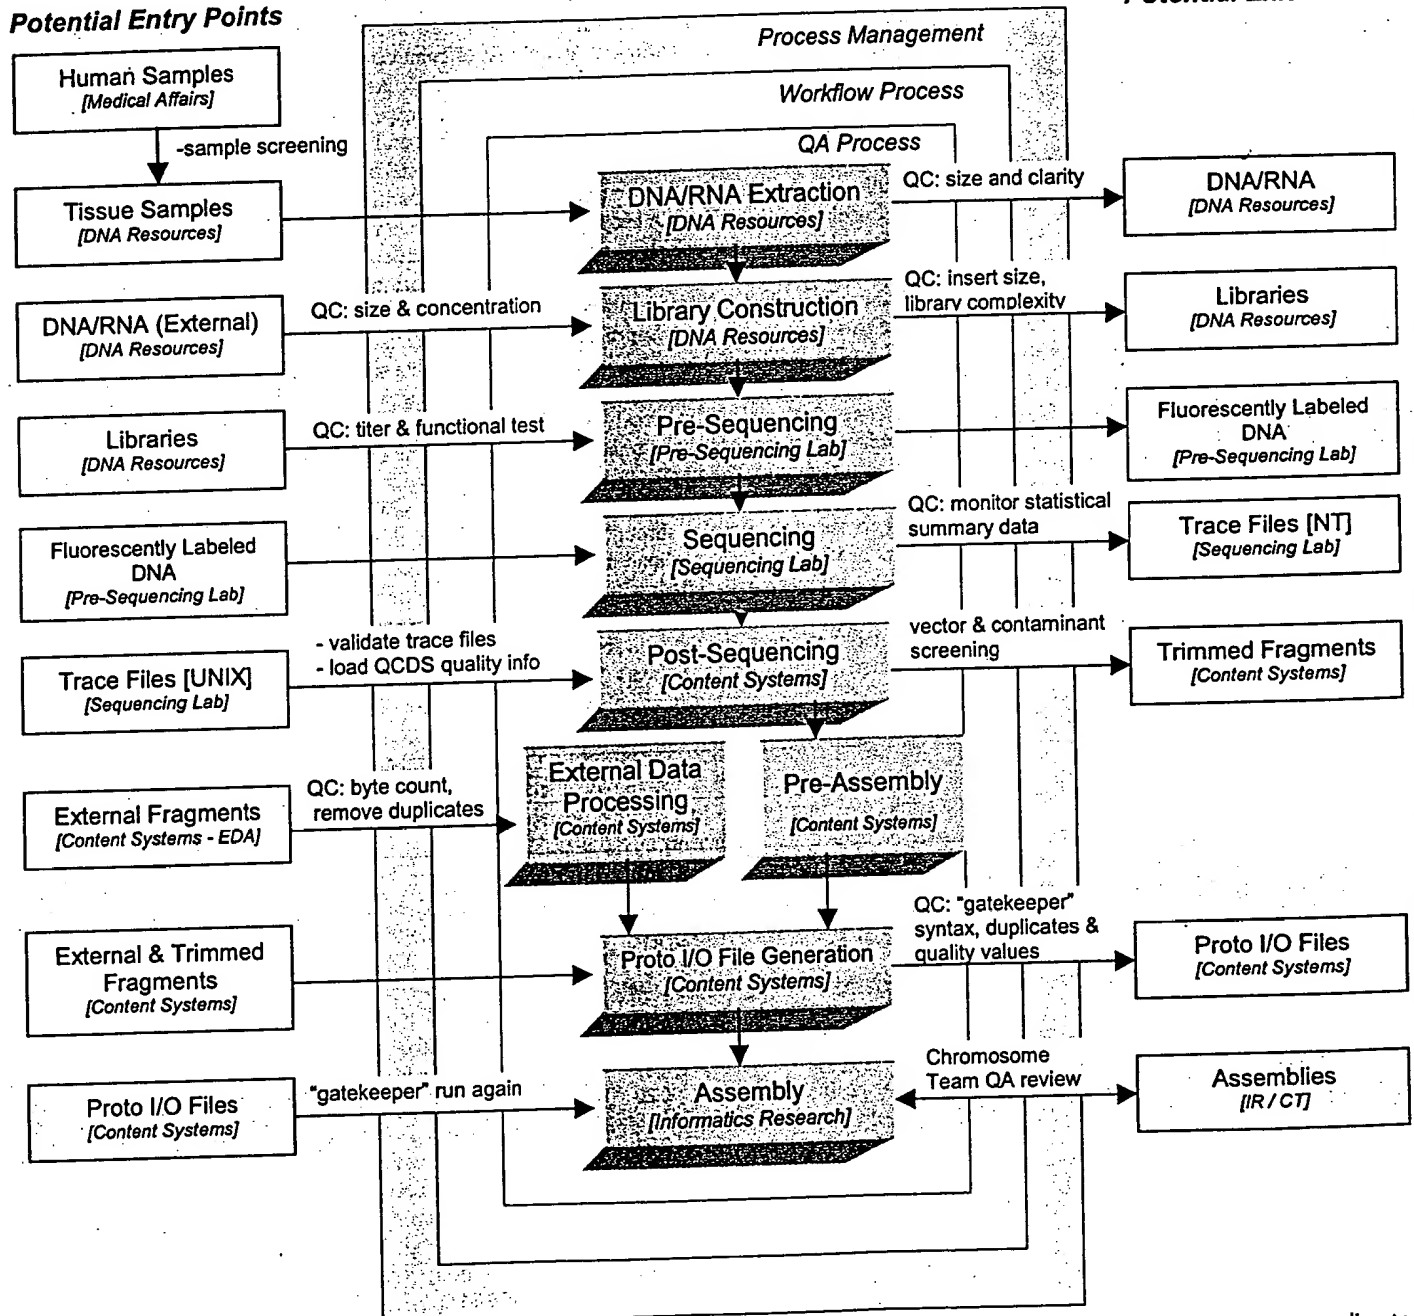 Potential Entry Points
Process Management
Workflow Process
QA Process
Human Samples
[Medical Affairs]
-sample screening
Tissue Samples
[DNA Resources]
DNA/RNA Extraction
[DNA Resources]
QC: size and clarity
DNA/RNA
[DNA Resources]
DNA/RNA (External)
[DNA Resources]
QC: size & concentration
Library Construction
[DNA Resources]
QC: insert size,
library complexity
Libraries
[DNA Resources]
Libraries
[DNA Resources]
QC: titer & functional test
Pre-Sequencing
[Pre-Sequencing Lab]
Fluorescently Labeled
DNA
[Pre-Sequencing Lab]
Fluorescently Labeled
DNA
[Pre-Sequencing Lab]
Sequencing
[Sequencing Lab]
QC: monitor statistical
summary data
Trace Files [NT]
[Sequencing Lab]
Trace Files [UNIX]
[Sequencing Lab]
- validate trace files
- load QCDS quality info
Post-Sequencing
[Content Systems]
vector & contaminant
screening
Trimmed Fragments
[Content Systems]
External Fragments
[Content Systems - EDA]
QC: byte count,
remove duplicates
External Data
Processing
[Content Systems]
Pre-Assembly
[Content Systems]
External & Trimmed
Fragments
[Content Systems]
Proto I/O File Generation
[Content Systems]
QC: "gatekeeper"
syntax, duplicates &
quality values
Proto I/O Files
[Content Systems]
Proto I/O Files
[Content Systems]
"gatekeeper" run again
Assembly
[Informatics Research]
Chromosome
Team QA review
Assemblies
[IR / CT]